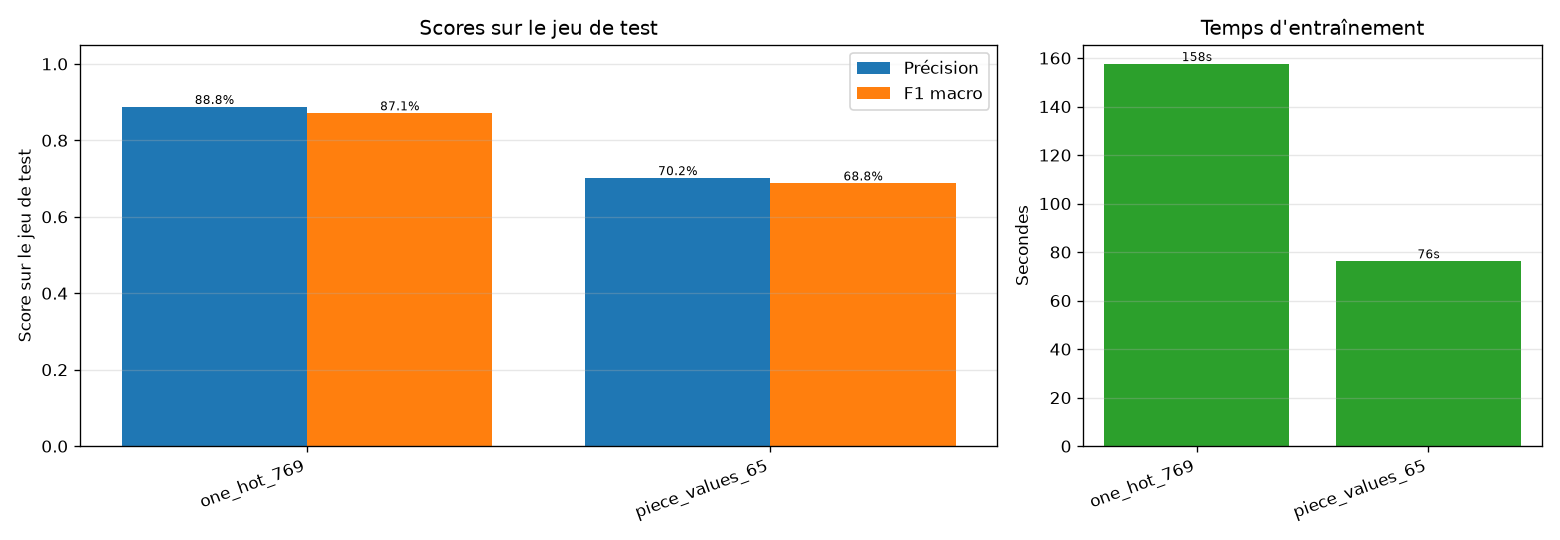 Scores sur le jeu de test
Score sur le jeu de test
1.0
0.8
0.6
0.4
0.2
0.0
88.8%
87.1%
70.2%
68.8%
Précision
F1 macro
one_hot_769
piece_values_65
Temps d'entraînement
Secondes
160
140
120
100
80
60
40
20
0
158s
76s
one_hot_769
piece_values_65